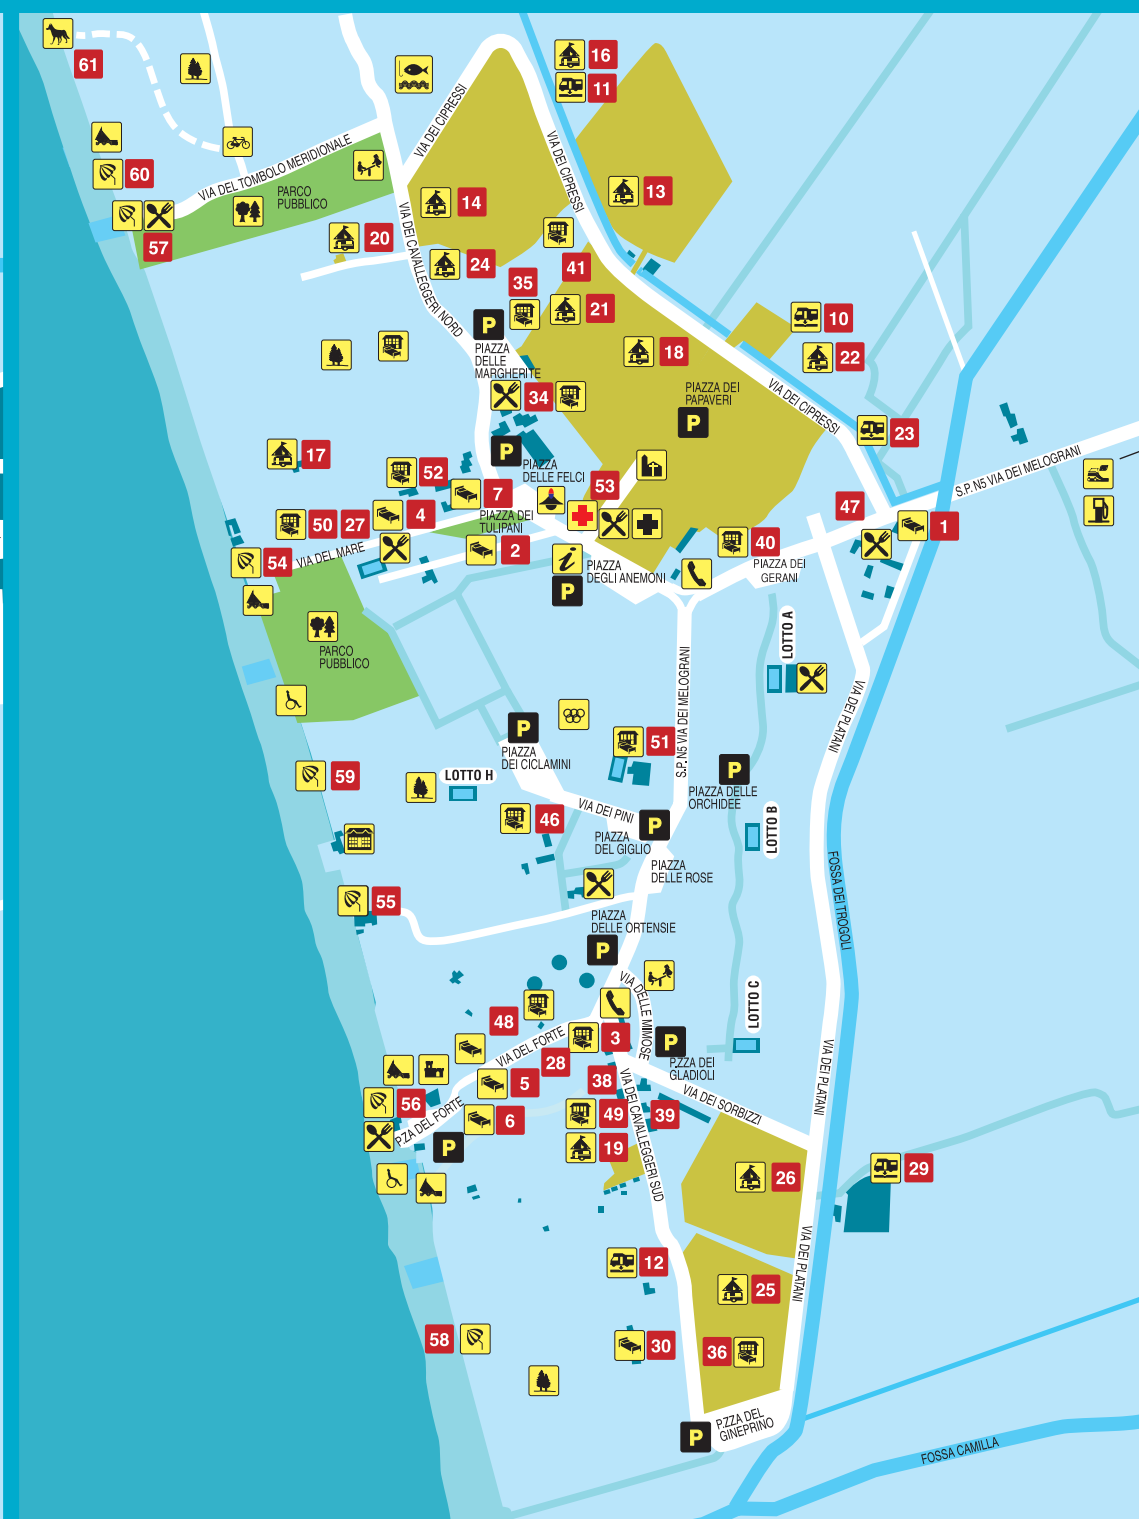 61
16
11
VIA DEI CIPRESSI
VIA DEI CIPRESSI
VIA DEL TOMBOLO MERIDIONALE
60
PARCO
PUBBLICO
13
14
57
20
VIA DEI CAVALLEGGERI NORD
24
41
35
21
10
P
PIAZZA
DELLE
MARGHERITE
18
22
PIAZZA DEI
PAPAVERI
P
VIA DEI CIPRESSI
34
23
17
P
PIAZZA
DELLE FELCI
S.P. N5 VIA DEI MELOGRANI
52
7
53
47
50
27
4
PIAZZA DEI
TULIPANI
1
VIA DEL MARE
2
40
54
i
PIAZZA
DEGLI ANEMONI
P
PIAZZA DEI
GERANI
LOTTO A
PARCO
PUBBLICO
S.P. N5 VIA DEI MELOGRANI
VIA DEI PLATANI
P
PIAZZA
DEI CICLAMINI
51
59
LOTTO H
P
PIAZZA DELLE
ORCHIDEE
46
VIA DEI PINI
P
PIAZZA
DEL GIGLIO
LOTTO B
PIAZZA
DELLE ROSE
FOSSA DEI TROGOLI
55
PIAZZA
DELLE ORTENSIE
P
VIA DELLE MIMOSE
LOTTO C
48
VIA DEL FORTE
3
P
P.ZZA DEI
GLADIOLI
28
VIA DEI PLATANI
5
38
VIA DEI CAVALLEGGERI SUD
VIA DEI SORBIZZI
56
P.ZA DEL FORTE
6
49
39
P
19
26
29
12
VIA DEI PLATANI
25
58
30
36
P
P.ZZA DEL
GINEPRINO
FOSSA CAMILLA